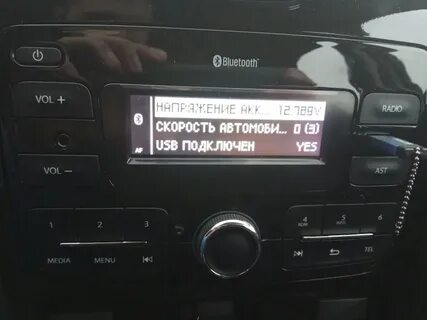 Bluetooth
VOL +
НАПРЯЖЕНИЕ АКК... 12.789V
RADIO
СКОРОСТЬ АВТОМОБИ... 0 (3)
AF
USB ПОДКЛЮЧЕН YES
VOL –
AST
1 2 3
4 5 6
MEDIA MENU
TEL